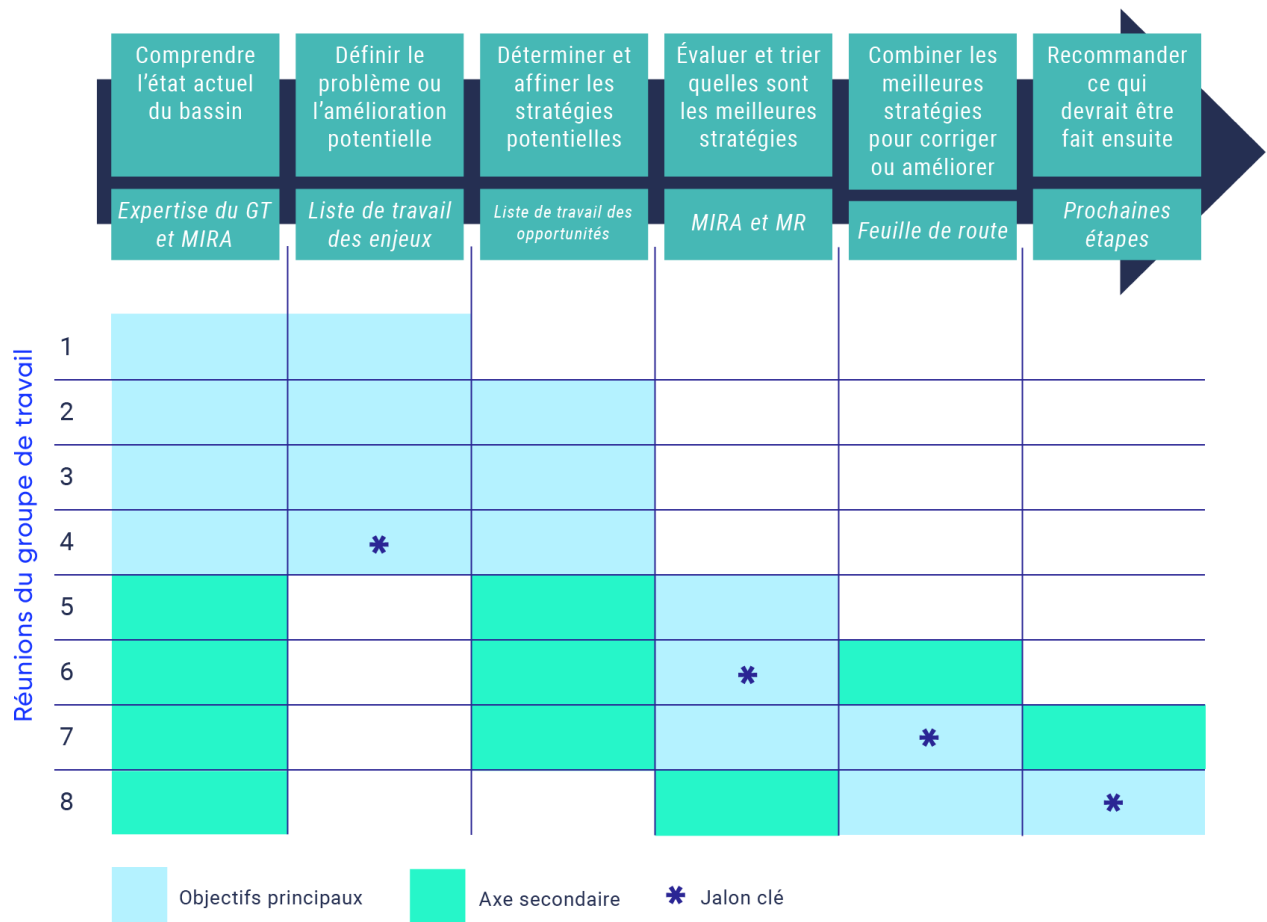 Comprendre
l’état actuel
du bassin
Définir le
problème ou
l’amélioration
potentielle
Déterminer et
affiner les
stratégies
potentielles
Évaluer et trier
quelles sont
les meilleures
stratégies
Combiner les
meilleures
stratégies
pour corriger
ou améliorer
Recommander
ce qui
devrait être
fait ensuite
Expertise du GT
et MIRA
Liste de travail
des enjeux
Liste de travail des
opportunités
MIRA et MR
Feuille de route
Prochaines
étapes
Réunions du groupe de travail
1
2
3
4
*
5
6
*
7
*
8
*
Objectifs principaux
Axe secondaire
* Jalon clé